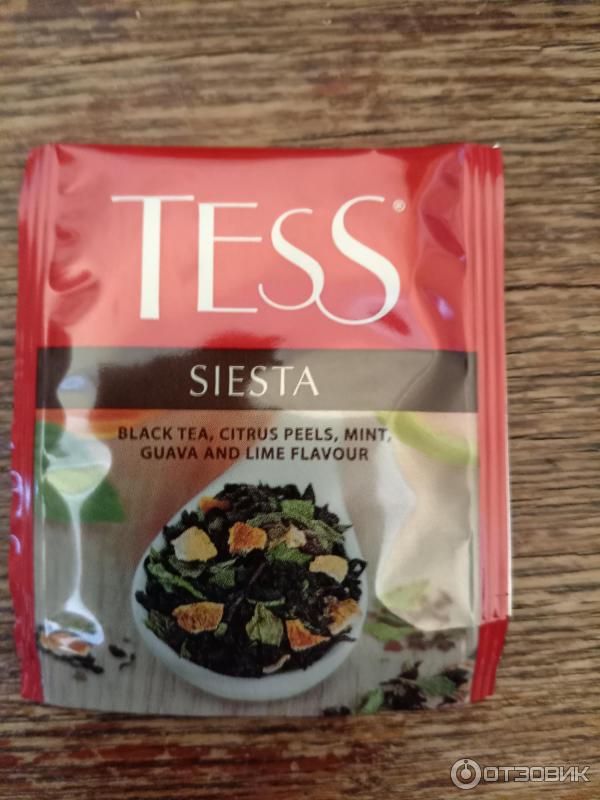 TESS®
SIESTA
BLACK TEA, CITRUS PEELS, MINT,
GUAVA AND LIME FLAVOUR
ОТЗОВИК